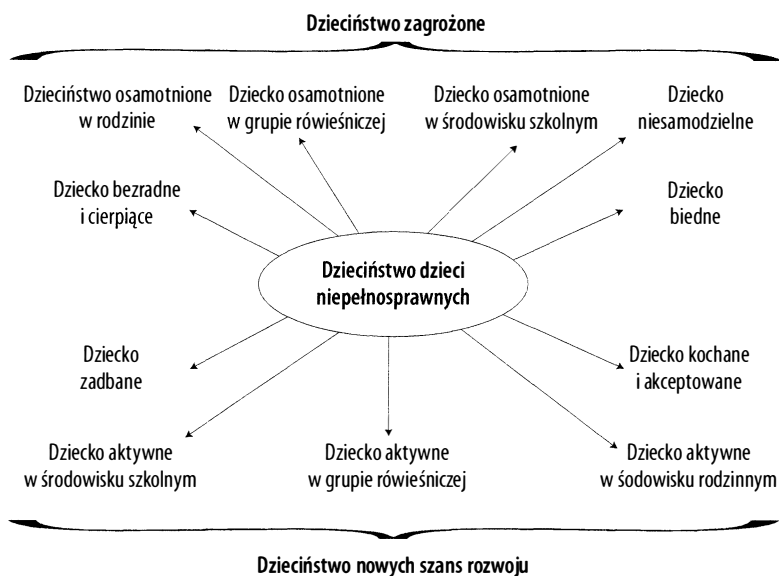 Dzieciństwo zagrożone
Dzieciństwo osamotnione
w rodzinie
Dziecko osamotnione
w grupie rówieśniczej
Dziecko osamotnione
w środowisku szkolnym
Dziecko
niesamodzielne
Dziecko bezradne
i cierpiące
Dziecko
biedne
Dzieciństwo dzieci
niepełnosprawnych
Dziecko
zadbane
Dziecko kochane
i akceptowane
Dziecko aktywne
w środowisku szkolnym
Dziecko aktywne
w grupie rówieśniczej
Dziecko aktywne
w śodowisku rodzinnym
Dzieciństwo nowych szans rozwoju